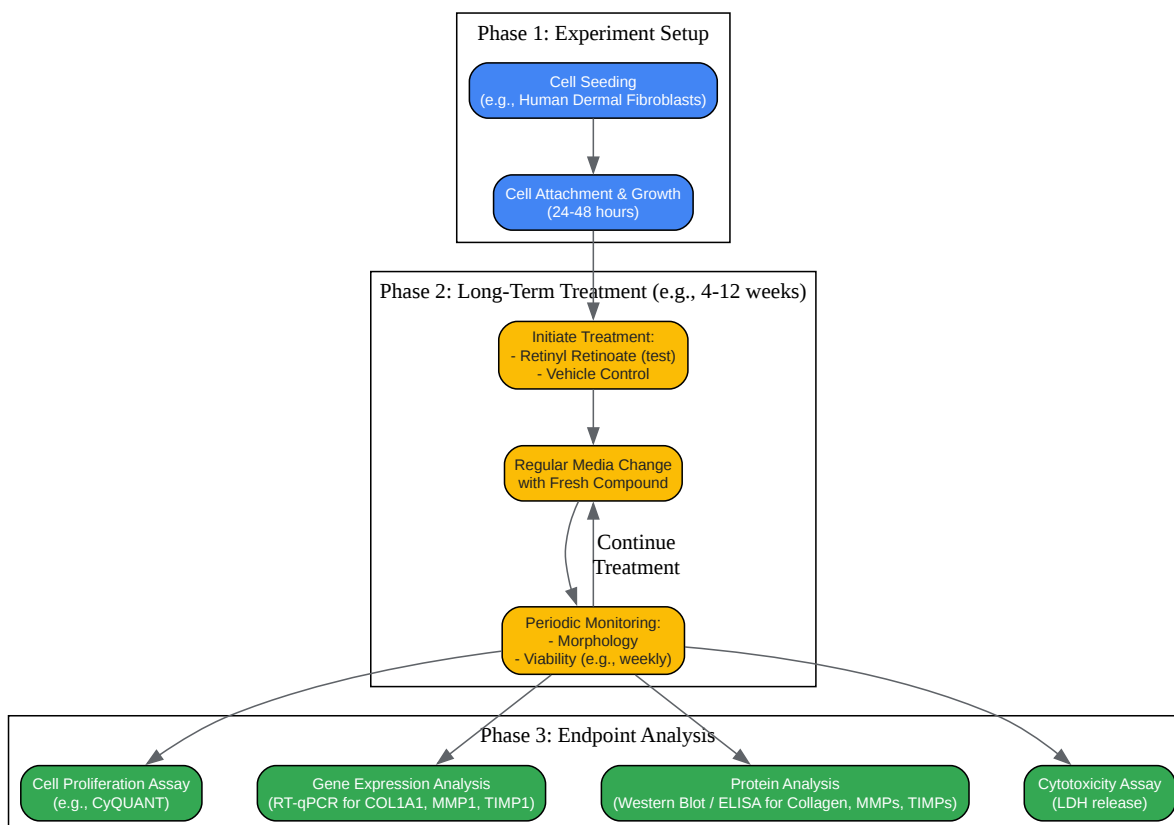 Phase 1: Experiment Setup
Cell Seeding
(e.g., Human Dermal Fibroblasts)
Cell Attachment & Growth
(24-48 hours)
Phase 2: Long-Term Treatment (e.g., 4-12 weeks)
Initiate Treatment:
- Retinyl Retinoate (test)
- Vehicle Control
Regular Media Change
with Fresh Compound
Continue
Treatment
Periodic Monitoring:
- Morphology
- Viability (e.g., weekly)
Phase 3: Endpoint Analysis
Cell Proliferation Assay
(e.g., CyQUANT)
Gene Expression Analysis
(RT-qPCR for COL1A1, MMP1, TIMP1)
Protein Analysis
(Western Blot / ELISA for Collagen, MMPs, TIMPs)
Cytotoxicity Assay
(LDH release)